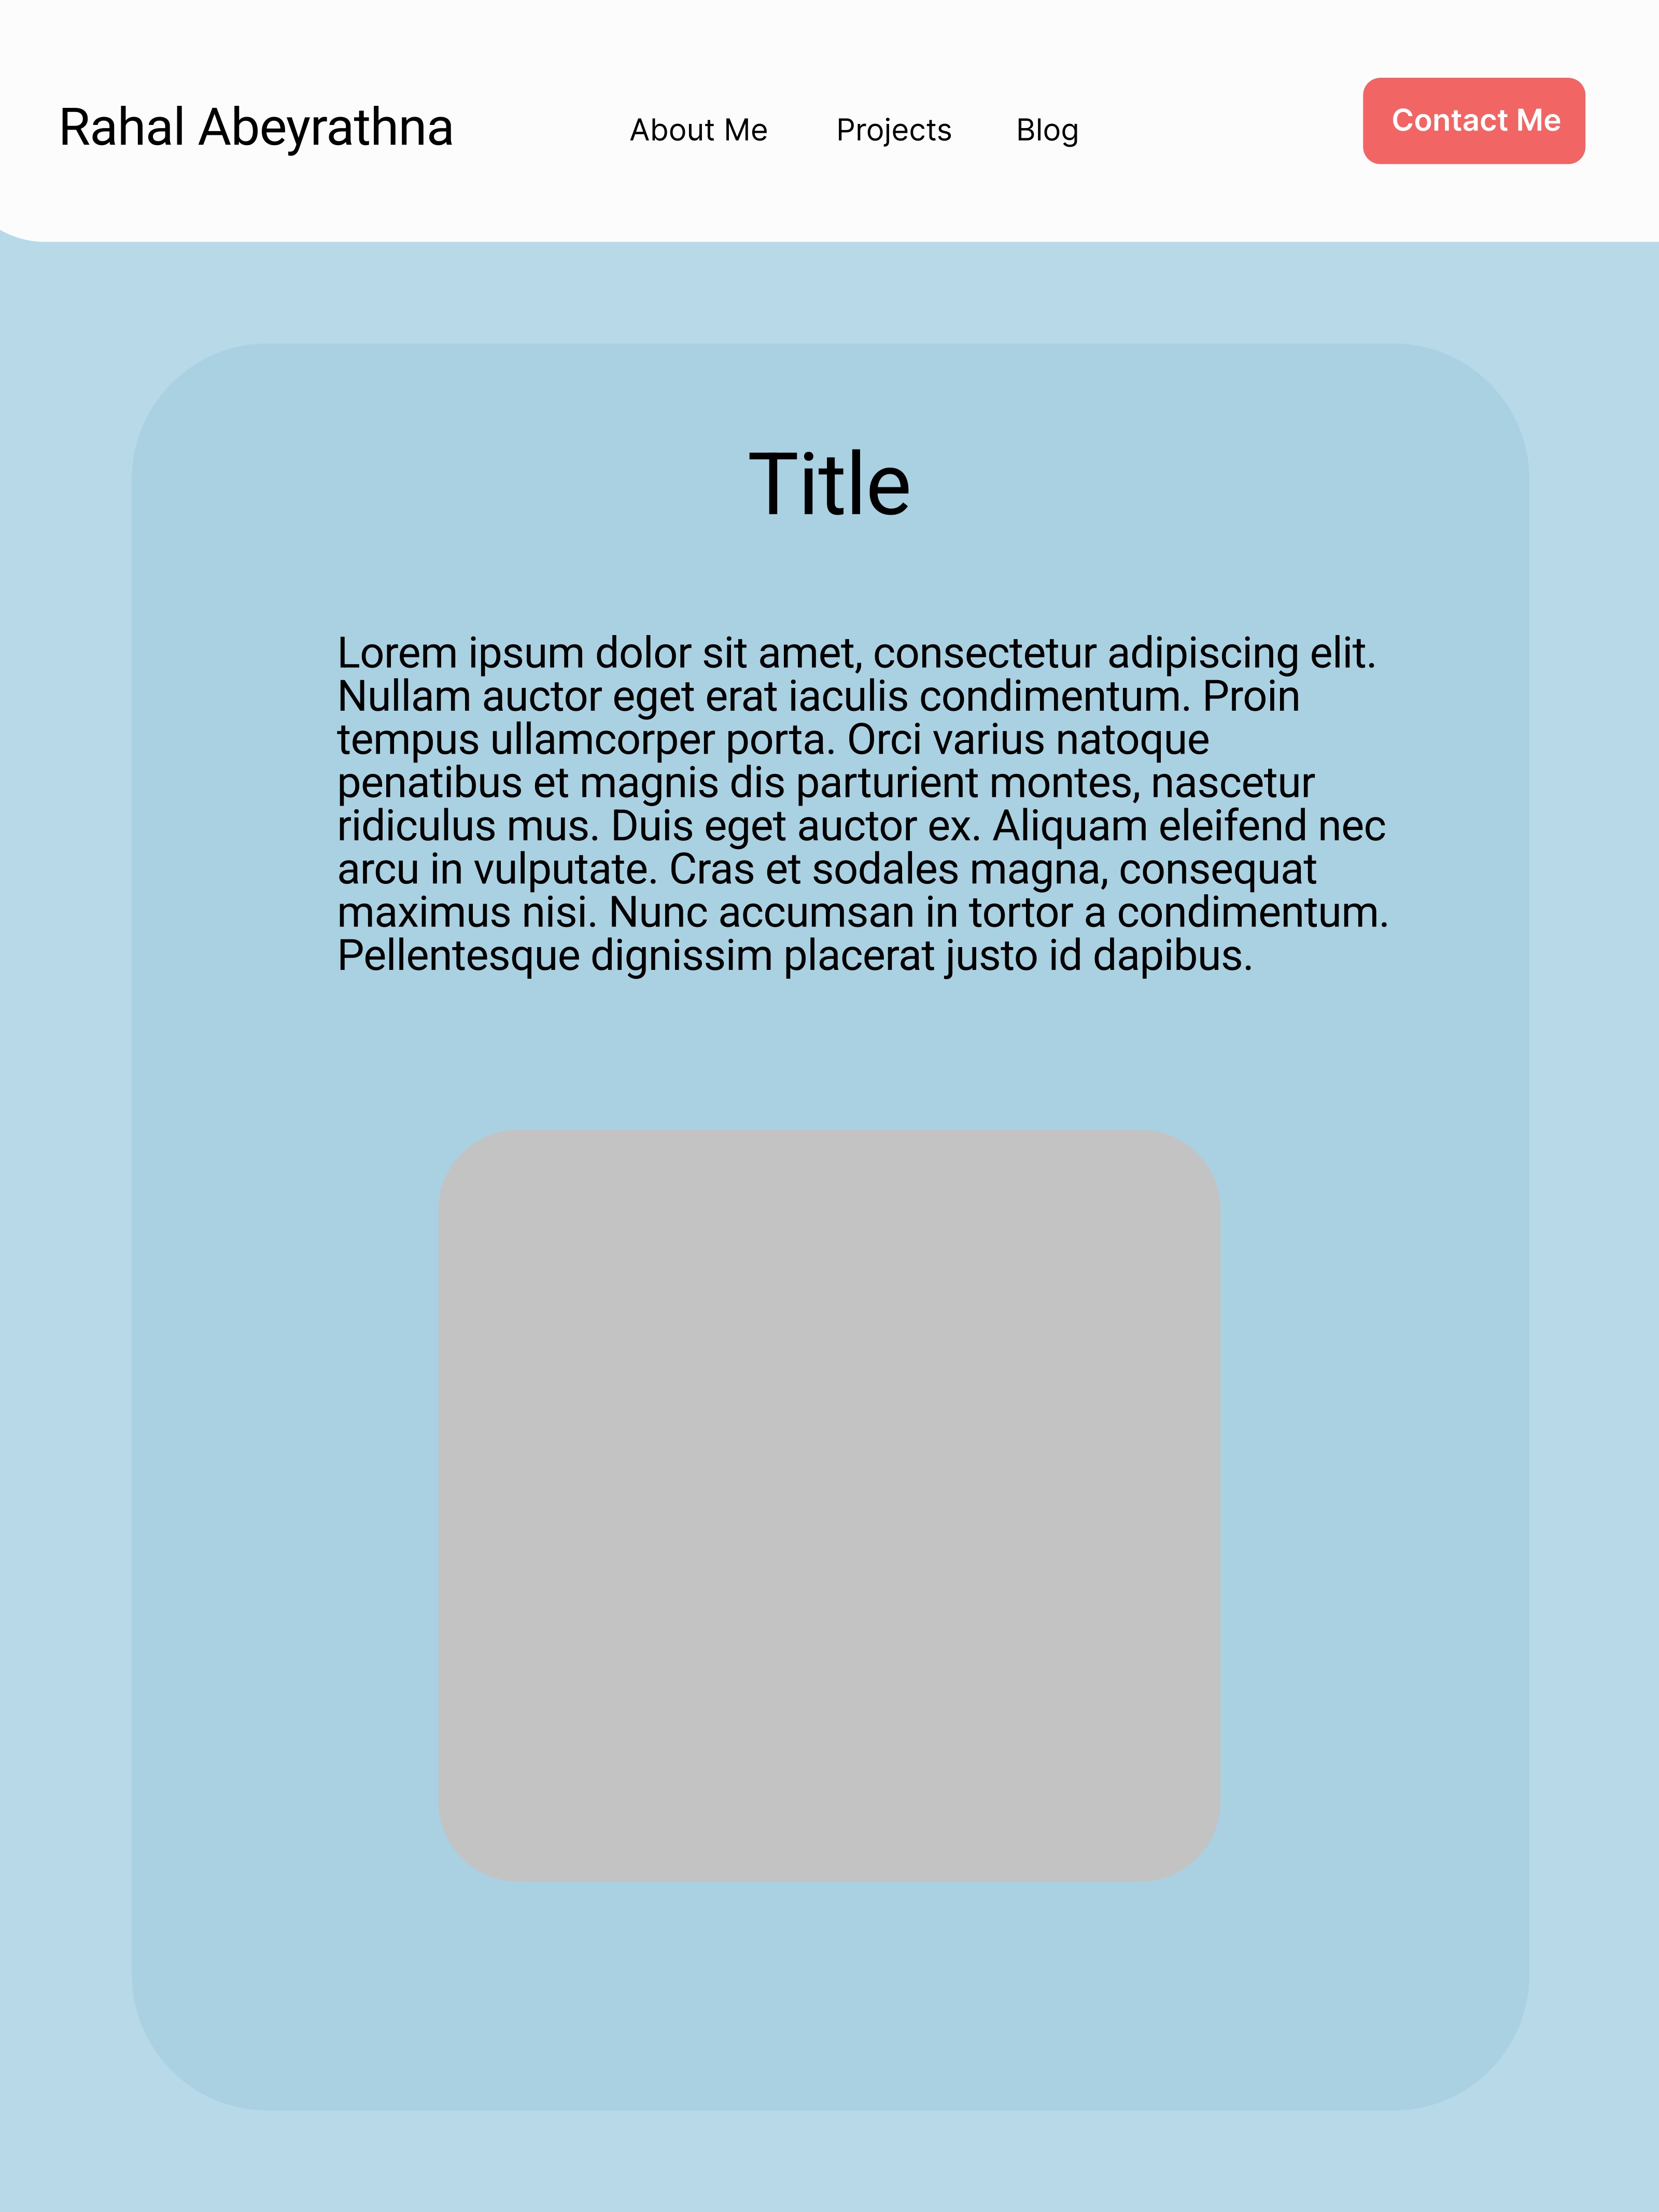 Rahal Abeyrathna
About Me
Projects
Blog
Contact Me
Title
Lorem ipsum dolor sit amet, consectetur adipiscing elit.
Nullam auctor eget erat iaculis condimentum. Proin
tempus ullamcorper porta. Orci varius natoque
penatibus et magnis dis parturient montes, nascetur
ridiculus mus. Duis eget auctor ex. Aliquam eleifend nec
arcu in vulputate. Cras et sodales magna, consequat
maximus nisi. Nunc accumsan in tortor a condimentum.
Pellentesque dignissim placerat justo id dapibus.